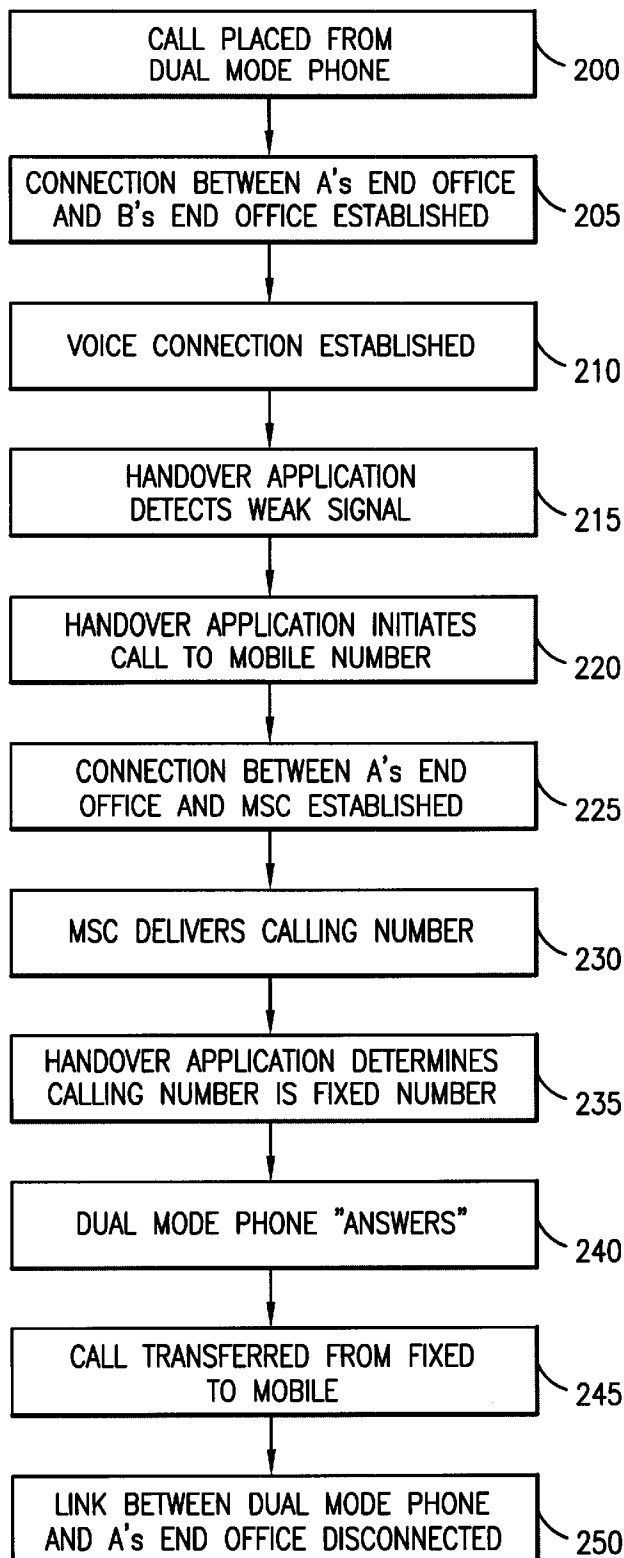 CALL PLACED FROM
DUAL MODE PHONE
200
CONNECTION BETWEEN A's END OFFICE
AND B's END OFFICE ESTABLISHED
205
VOICE CONNECTION ESTABLISHED
210
HANDOVER APPLICATION
DETECTS WEAK SIGNAL
215
HANDOVER APPLICATION INITIATES
CALL TO MOBILE NUMBER
220
CONNECTION BETWEEN A's END
OFFICE AND MSC ESTABLISHED
225
MSC DELIVERS CALLING NUMBER
230
HANDOVER APPLICATION DETERMINES
CALLING NUMBER IS FIXED NUMBER
235
DUAL MODE PHONE "ANSWERS"
240
CALL TRANSFERRED FROM FIXED
TO MOBILE
245
LINK BETWEEN DUAL MODE PHONE
AND A's END OFFICE DISCONNECTED
250